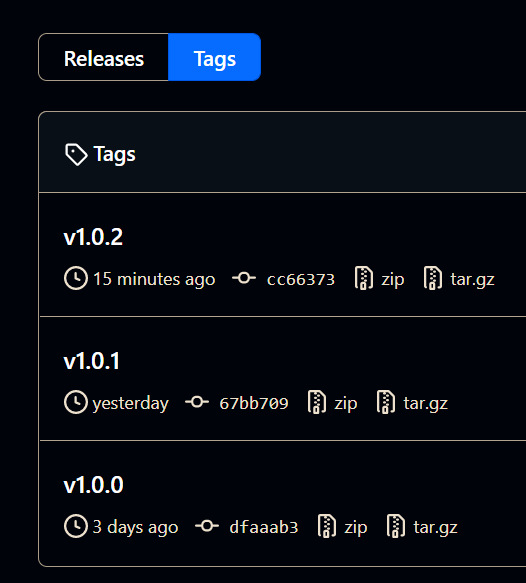 Releases Tags
Tags
v1.0.2
15 minutes ago cc66373 zip tar.gz
v1.0.1
yesterday 67bb709 zip tar.gz
v1.0.0
3 days ago dfaaab3 zip tar.gz